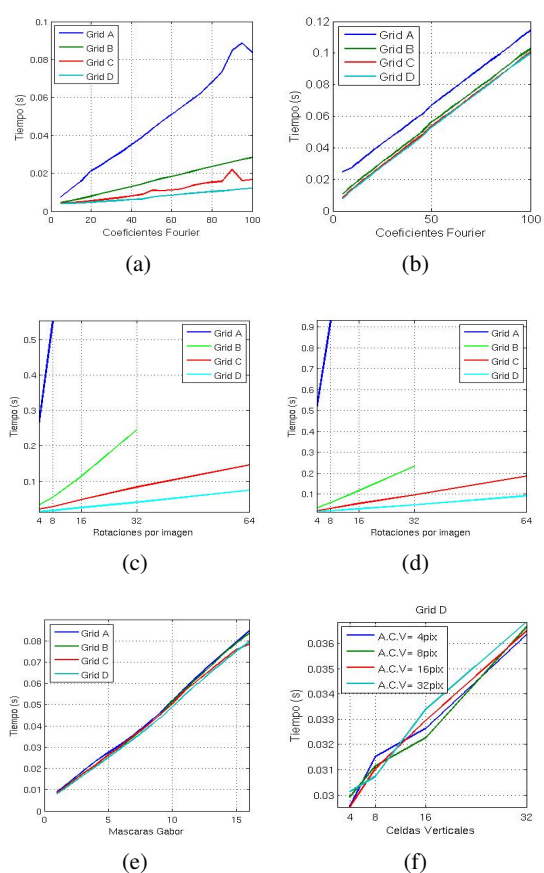 0.1
0.08
0.06
0.04
0.02
0
0 20 40 60 80 100
Tiempo (s)
Coeficientes Fourier
Grid A
Grid B
Grid C
Grid D
(a)
0.12
0.1
0.08
0.06
0.04
0.02
0
0 50 100
Tiempo (s)
Coeficientes Fourier
Grid A
Grid B
Grid C
Grid D
(b)
0.5
0.4
0.3
0.2
0.1
4 8 16 32 64
Tiempo (s)
Rotaciones por imagen
Grid A
Grid B
Grid C
Grid D
(c)
0.9
0.8
0.7
0.6
0.5
0.4
0.3
0.2
0.1
4 8 16 32 64
Tiempo (s)
Rotaciones por imagen
Grid A
Grid B
Grid C
Grid D
(d)
0.08
0.07
0.06
0.05
0.04
0.03
0.02
0.01
0
0 5 10 15
Tiempo (s)
Mascaras Gabor
Grid A
Grid B
Grid C
Grid D
(e)
Grid D
0.036
0.035
0.034
0.033
0.032
0.031
0.03
4 8 16 32
Tiempo (s)
Celdas Verticales
A.C.V= 4pix
A.C.V= 8pix
A.C.V= 16pix
A.C.V= 32pix
(f)